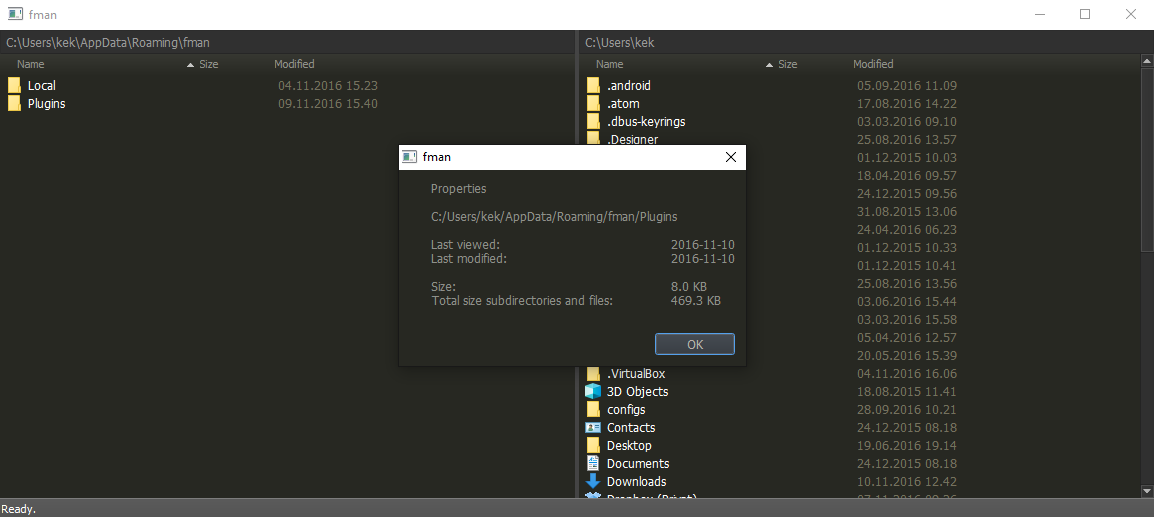 fman
C:\Users\kek\AppData\Roaming\fman
Name Size Modified
Local 04.11.2016 15.23
Plugins 09.11.2016 15.40
C:\Users\kek
Name Size Modified
.android 05.09.2016 11.09
.atom 17.08.2016 14.22
.dbus-keyrings 03.03.2016 09.10
.Designer 25.08.2016 13.57
01.12.2015 10.03
18.04.2016 09.57
24.12.2015 09.56
31.08.2015 13.06
24.04.2016 06.23
01.12.2015 10.33
01.12.2015 10.41
25.08.2016 13.56
03.06.2016 15.44
03.03.2016 15.58
05.04.2016 12.57
20.05.2016 15.39
.VirtualBox 04.11.2016 16.06
3D Objects 18.08.2016 11.41
configs 28.09.2016 10.21
Contacts 24.12.2015 08.18
Desktop 19.06.2016 19.14
Documents 24.12.2015 08.18
Downloads 10.11.2016 12.42
Dropbox (Privat) 07.11.2016
fman
Properties
C:/Users/kek/AppData/Roaming/fman/Plugins
Last viewed: 2016-11-10
Last modified: 2016-11-10
Size: 8.0 KB
Total size subdirectories and files: 469.3 KB
OK
Ready.